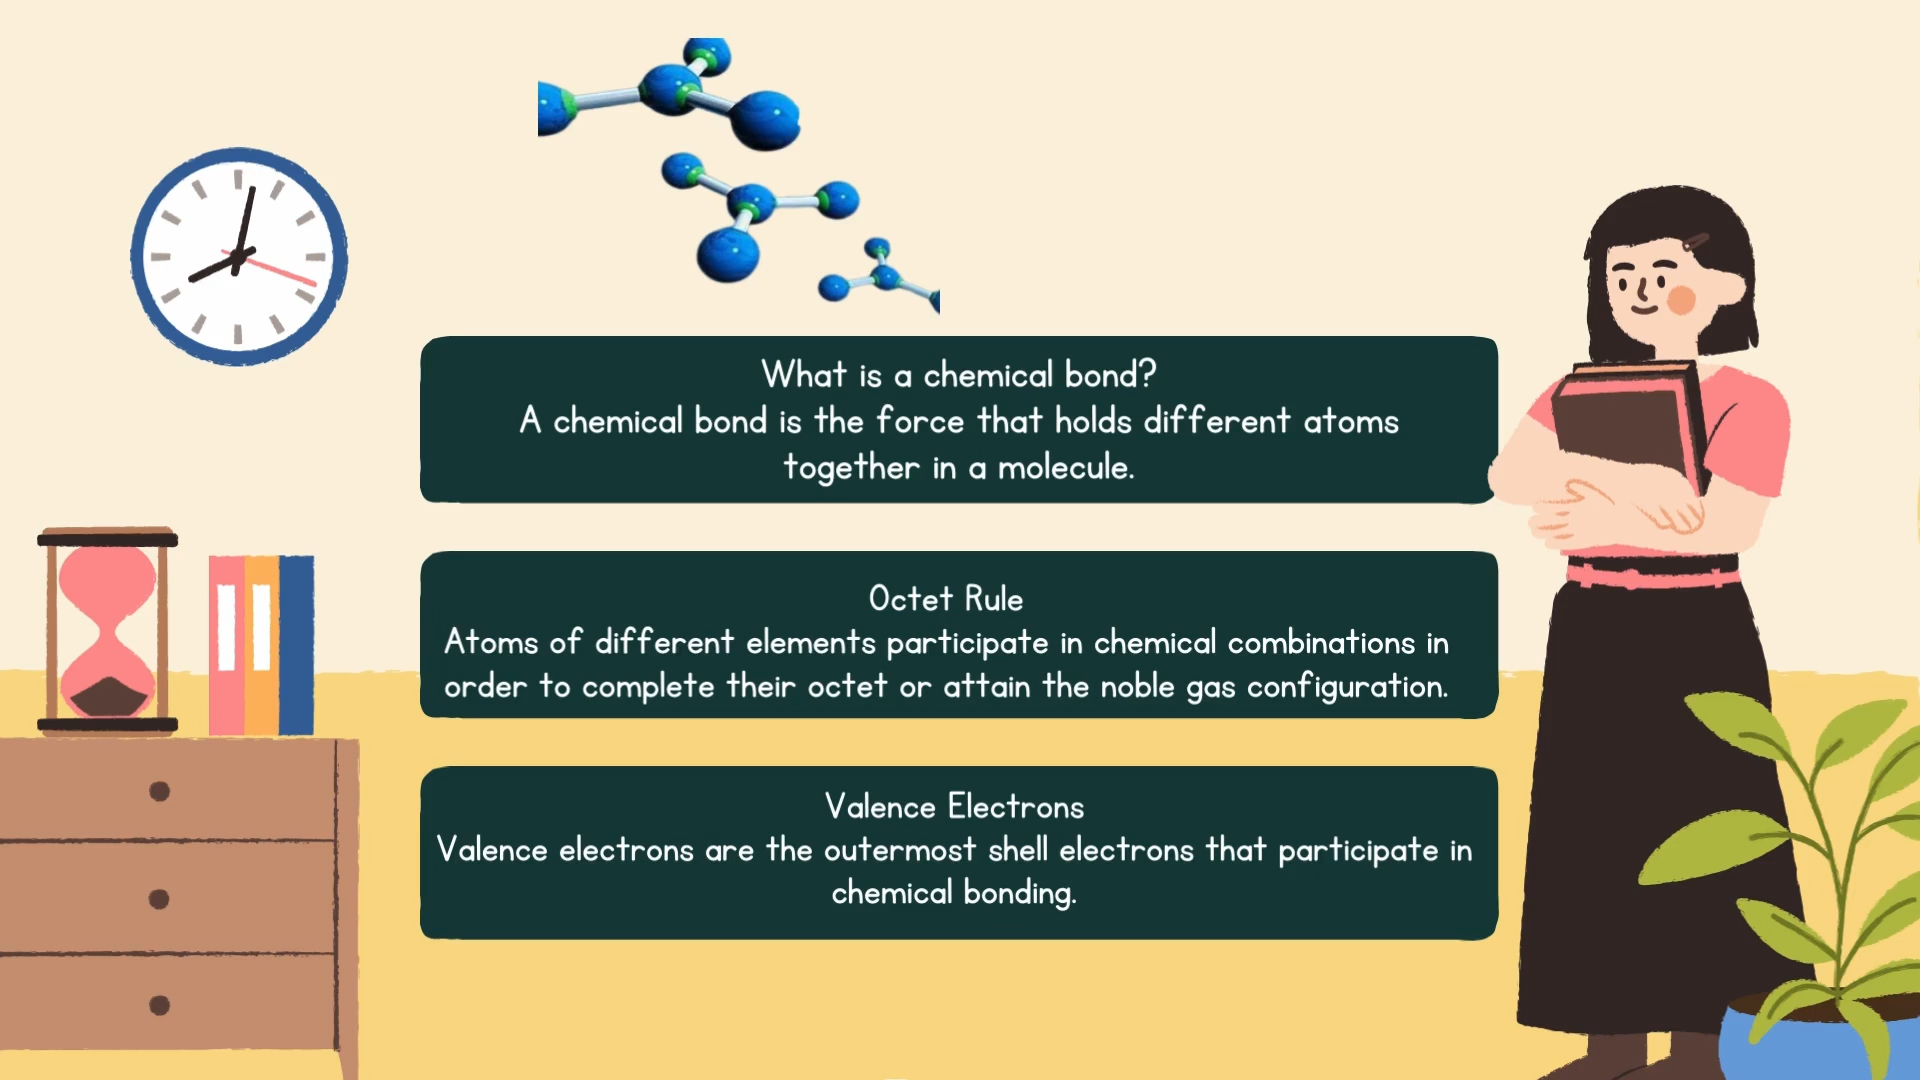 What is a chemical bond?
A chemical bond is the force that holds different atoms
together in a molecule.
Octet Rule
Atoms of different elements participate in chemical combinations in
order to complete their octet or attain the noble gas configuration.
Valence Electrons
Valence electrons are the outermost shell electrons that participate in
chemical bonding.